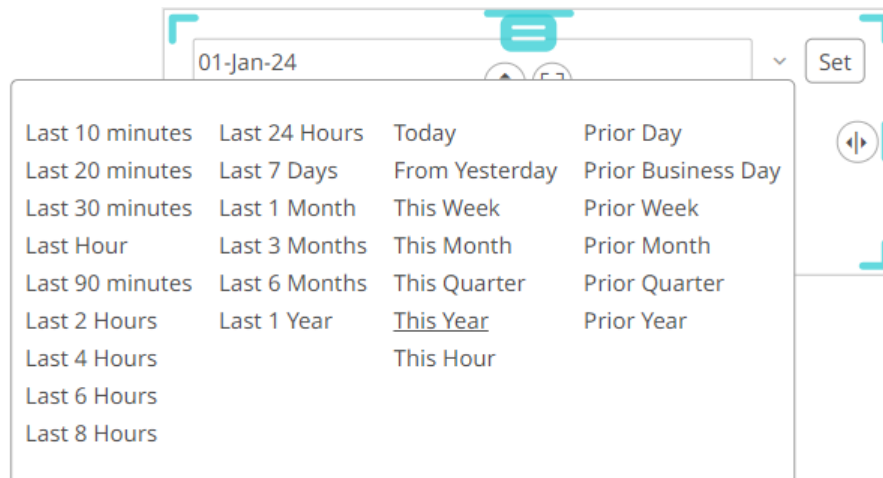 01-Jan-24
Set
Last 10 minutes Last 24 Hours Today Prior Day
Last 20 minutes Last 7 Days From Yesterday Prior Business Day
Last 30 minutes Last 1 Month This Week Prior Week
Last Hour Last 3 Months This Month Prior Month
Last 90 minutes Last 6 Months This Quarter Prior Quarter
Last 2 Hours Last 1 Year This Year Prior Year
Last 4 Hours This Hour
Last 6 Hours
Last 8 Hours